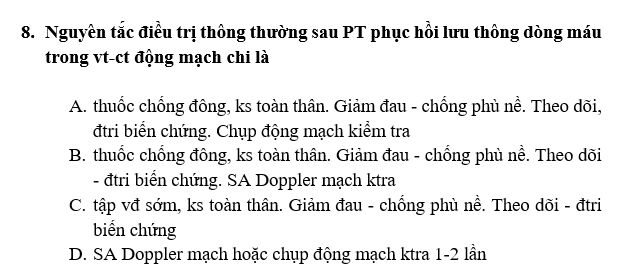 8. Nguyên tắc điều trị thông thường sau PT phục hồi lưu thông dòng máu
trong vt-ct động mạch chi là
A. thuốc chống đông, ks toàn thân. Giảm đau - chống phù nề. Theo dõi,
đtri biến chứng. Chụp động mạch kiểm tra
B. thuốc chống đông, ks toàn thân. Giảm đau - chống phù nề. Theo dõi
- đtri biến chứng. SA Doppler mạch ktra
C. tập vđ sớm, ks toàn thân. Giảm đau - chống phù nề. Theo dõi - đtri
biến chứng
D. SA Doppler mạch hoặc chụp động mạch ktra 1-2 lần